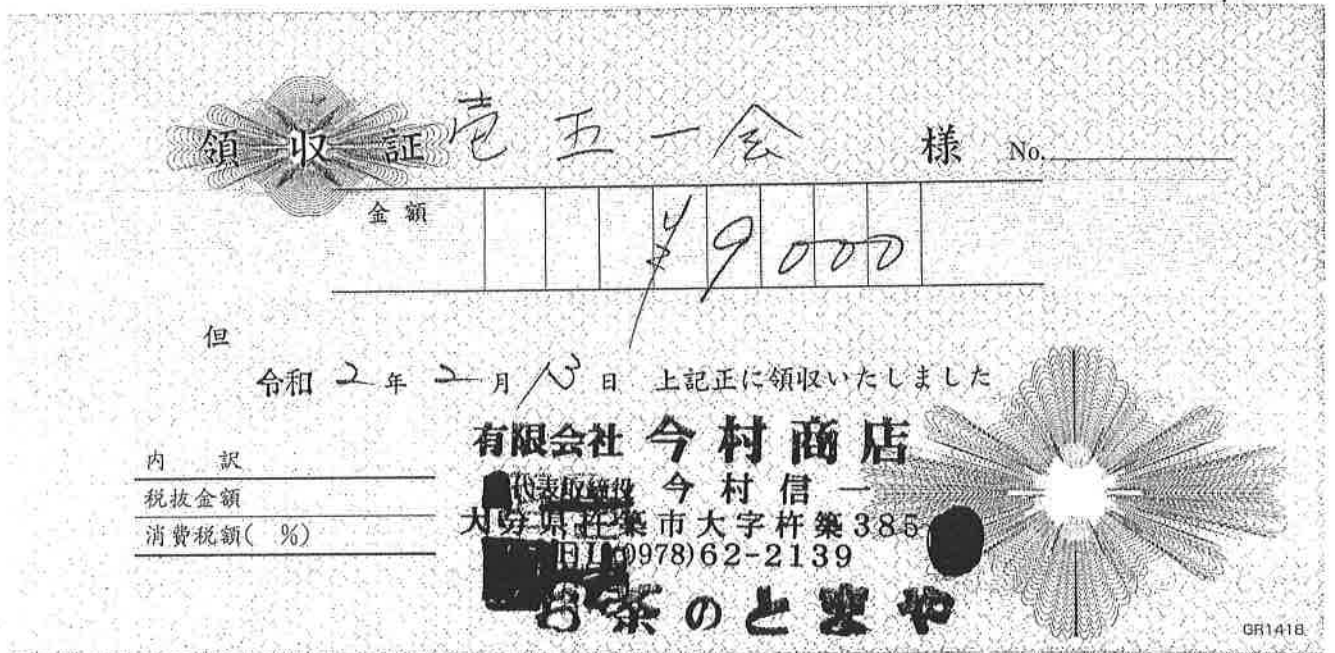 領収証 壱五一会 様 No.
金額 ¥9000
但
令和 2 年 2 月 13 日 上記正に領収いたしました
有限会社 今村商店
内 訳
代表取締役 今村信一
税抜金額
大分県杵築市大字杵築385
消費税額( %)
(0978)62-2139
お茶のとまや
GR1418